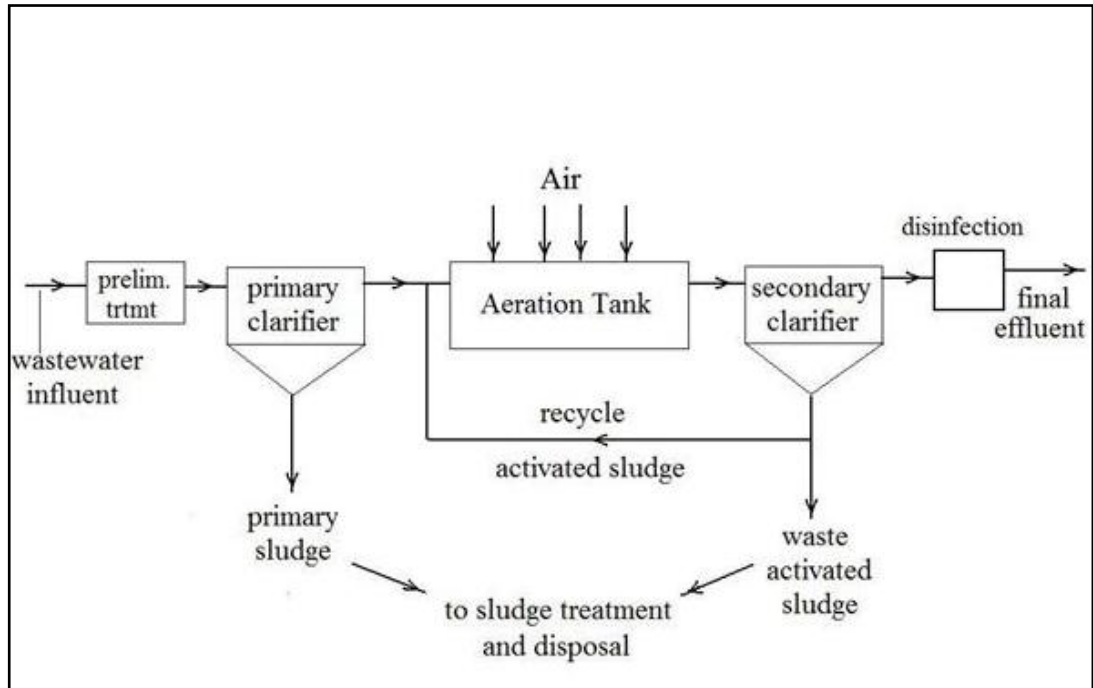 Air
disinfection
prelim.
trtmt
primary
clarifier
Aeration Tank
secondary
clarifier
final
effluent
wastewater
influent
recycle
activated sludge
primary
sludge
waste
activated
sludge
to sludge treatment
and disposal